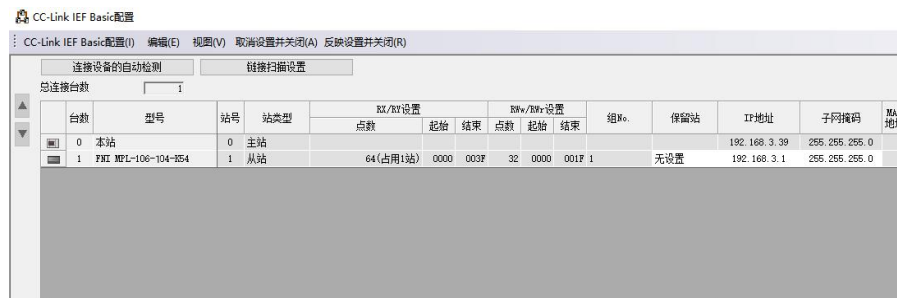 CC-Link IEF Basic配置
CC-Link IEF Basic配置(I) 编辑(E) 视图(V) 取消设置并关闭(A) 反映设置并关闭(R)
连接设备的自动检测 链接扫描设置
总连接台数 1
台数 型号 站号 站类型 RX/RY设置 RWw/RWr设置 组No. 保留站 IP地址 子网掩码
点数 起始 结束 点数 起始 结束
0 本站 0 主站 192.168.3.39 255.255.255.0
1 FNI MPL-106-104-K54 1 从站 64(占用1站) 0000 003F 32 0000 001F 1 无设置 192.168.3.1 255.255.255.0